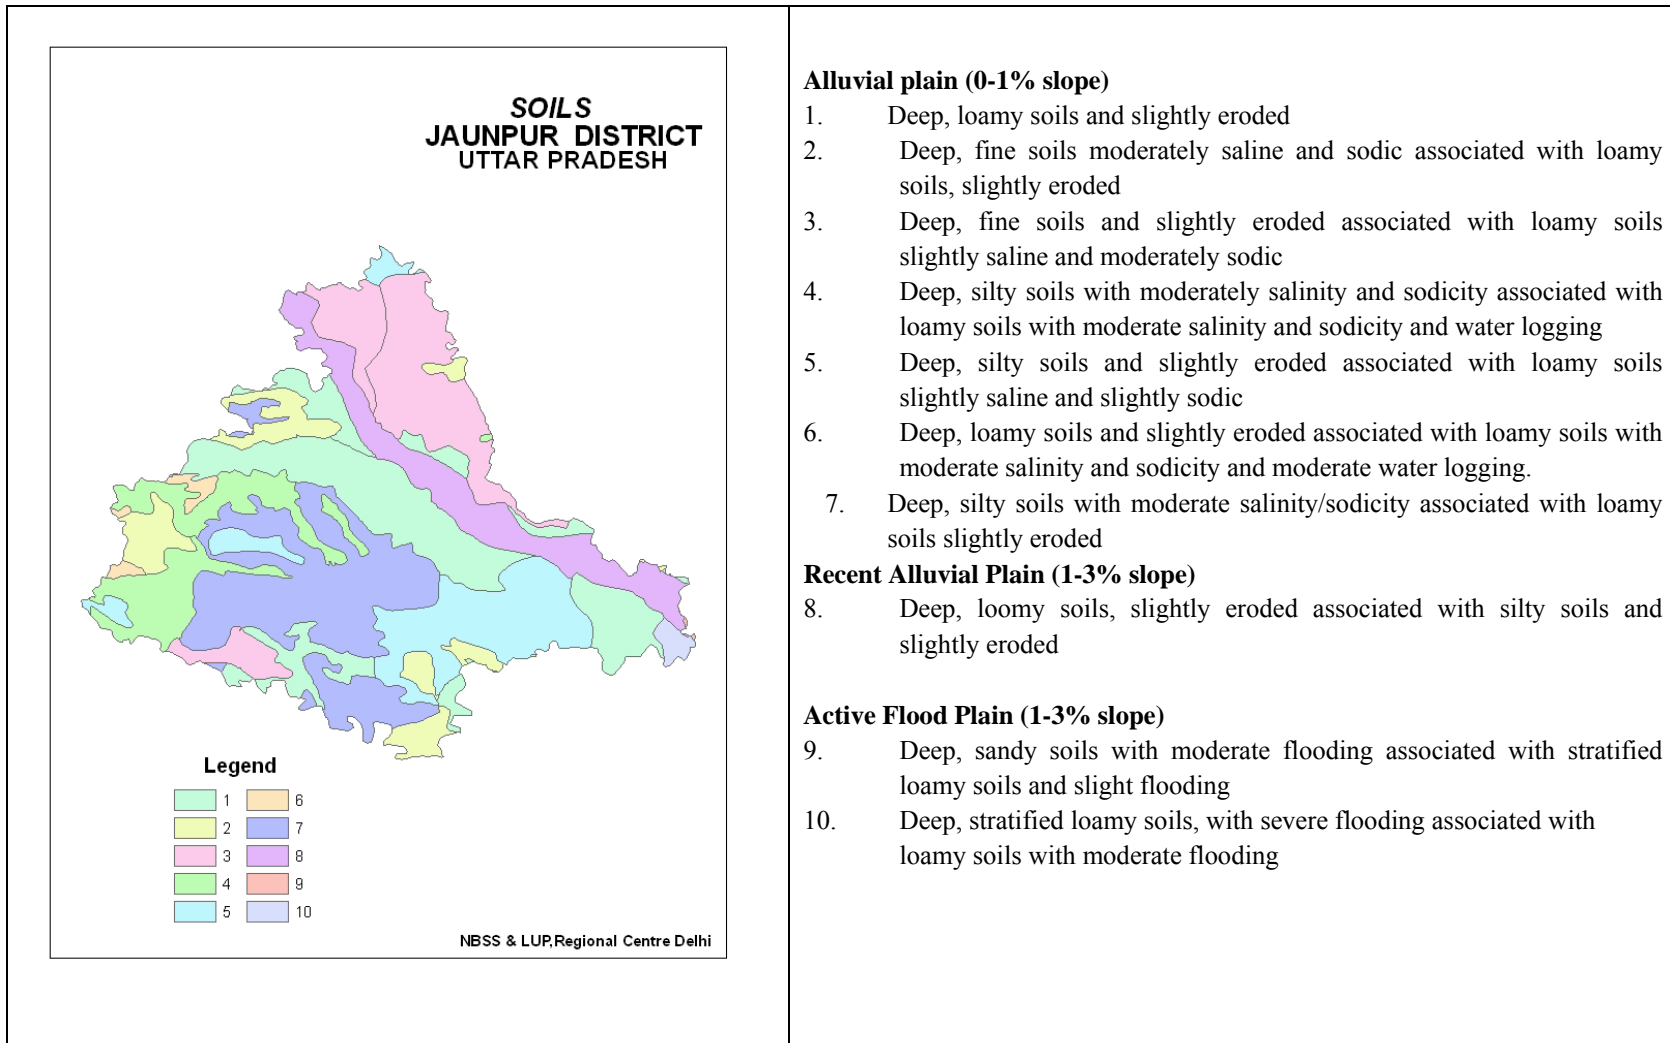 SOILS
JAUNPUR DISTRICT
UTTAR PRADESH
Legend
1
2
3
4
5
6
7
8
9
10
NBSS & LUP,Regional Centre Delhi
Alluvial plain (0-1% slope)
1. Deep, loamy soils and slightly eroded
2. Deep, fine soils moderately saline and sodic associated with loamy
soils, slightly eroded
3. Deep, fine soils and slightly eroded associated with loamy soils
slightly saline and moderately sodic
4. Deep, silty soils with moderately salinity and sodicity associated with
loamy soils with moderate salinity and sodicity and water logging
5. Deep, silty soils and slightly eroded associated with loamy soils
slightly saline and slightly sodic
6. Deep, loamy soils and slightly eroded associated with loamy soils with
moderate salinity and sodicity and moderate water logging.
7. Deep, silty soils with moderate salinity/sodicity associated with loamy
soils slightly eroded
Recent Alluvial Plain (1-3% slope)
8. Deep, loomy soils, slightly eroded associated with silty soils and
slightly eroded
Active Flood Plain (1-3% slope)
9. Deep, sandy soils with moderate flooding associated with stratified
loamy soils and slight flooding
10. Deep, stratified loamy soils, with severe flooding associated with
loamy soils with moderate flooding